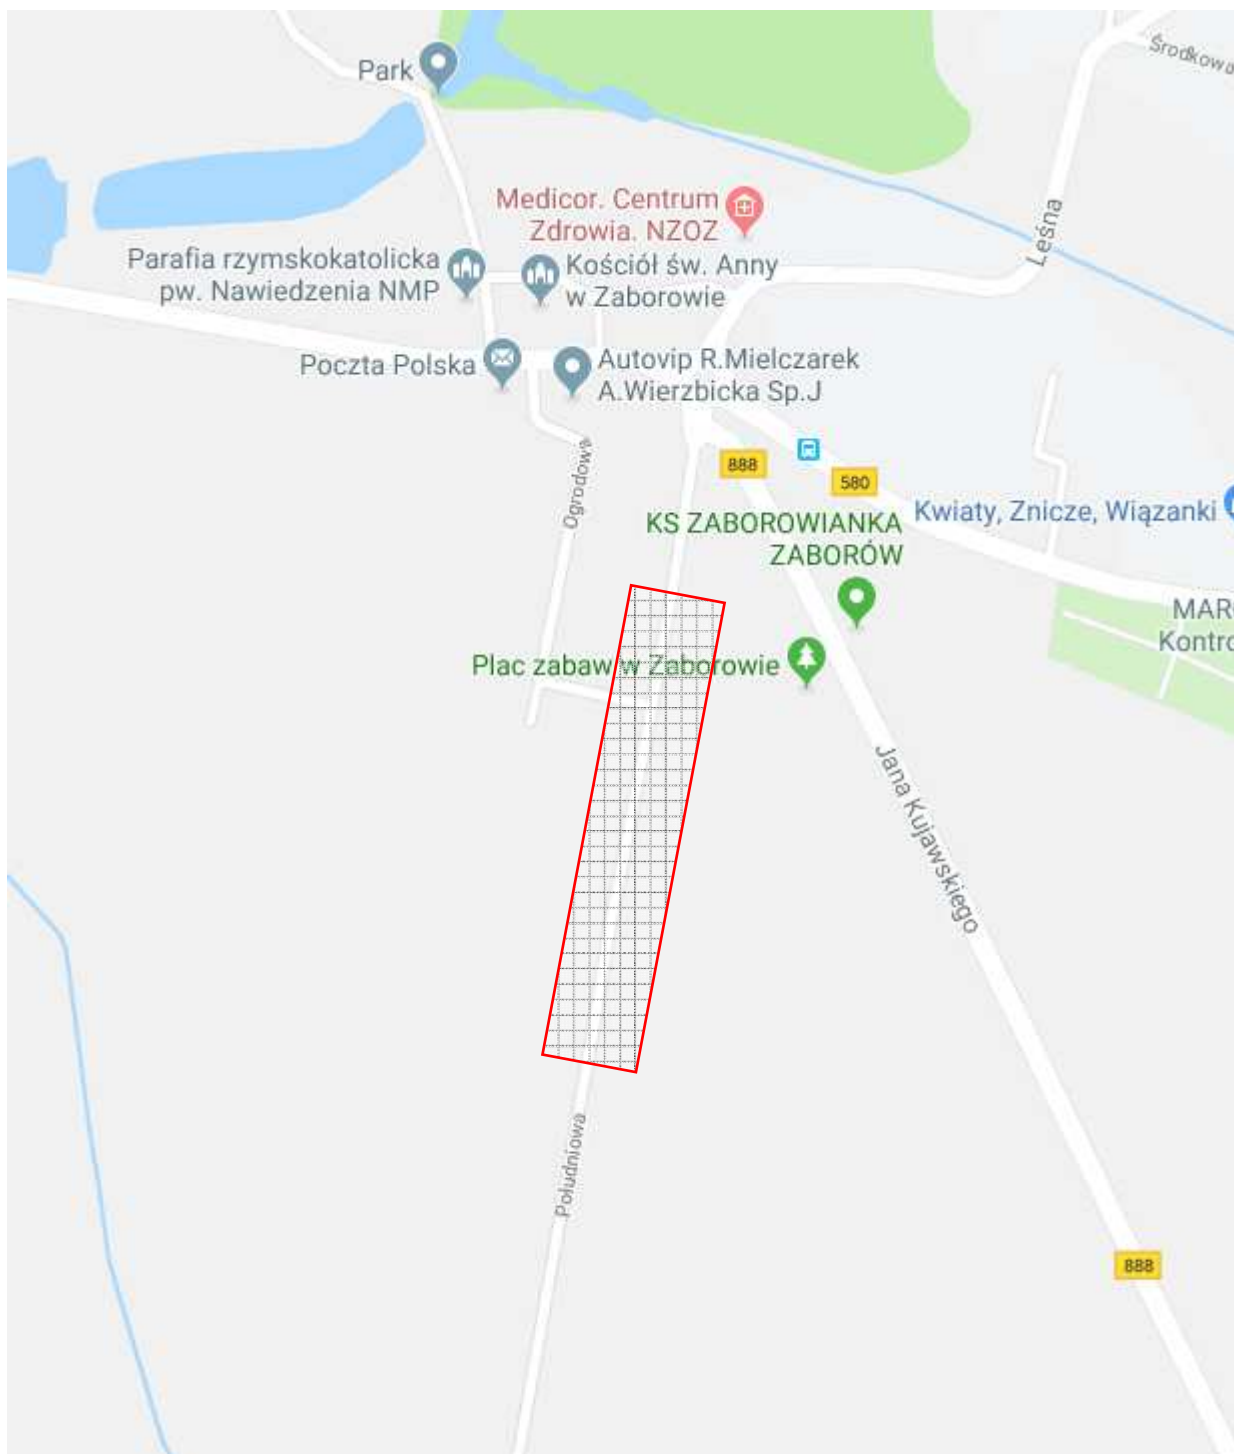 Środkowa
Park
Leśna
Medicor. Centrum
Zdrowia. NZOZ
Parafia rzymskokatolicka
pw. Nawiedzenia NMP
Kościół św. Anny
w Zaborowie
Poczta Polska
Autovip R.Mielczarek
A.Wierzbicka Sp.J
Ogrodowa
888
580
KS ZABOROWIANKA
ZABORÓW
Kwiaty, Znicze, Wiązanki
MAR
Kontro
Plac zabaw w Zaborowie
Jana Kujawskiego
Południowa
888